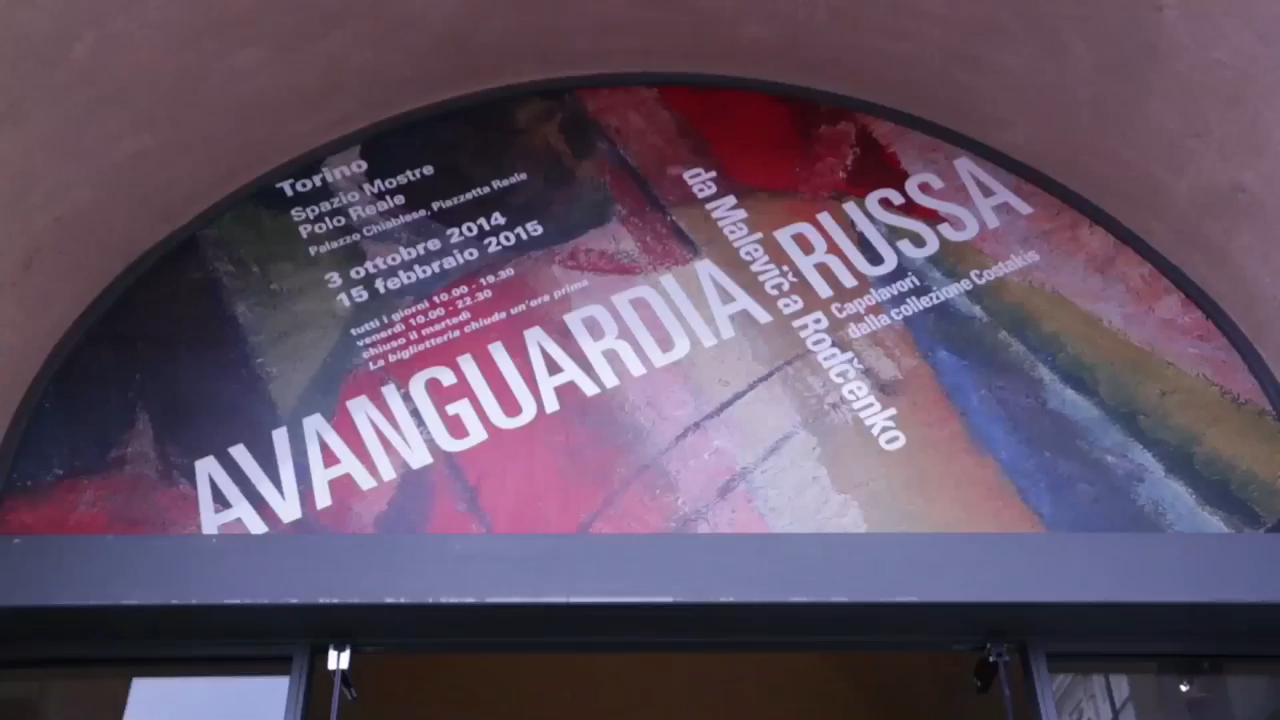 Torino
Spazio Mostre
Polo Reale
Palazzo Chiablese, Piazzetta Reale
3 ottobre 2014
15 febbraio 2015
tutti i giorni 10.00 - 19.30
venerdì 10.00 - 22.30
chiuso il martedì
La biglietteria chiude un'ora prima
AVANGUARDIA RUSSA
da Malevič a Rodčenko
Capolavori
dalla collezione Costakis